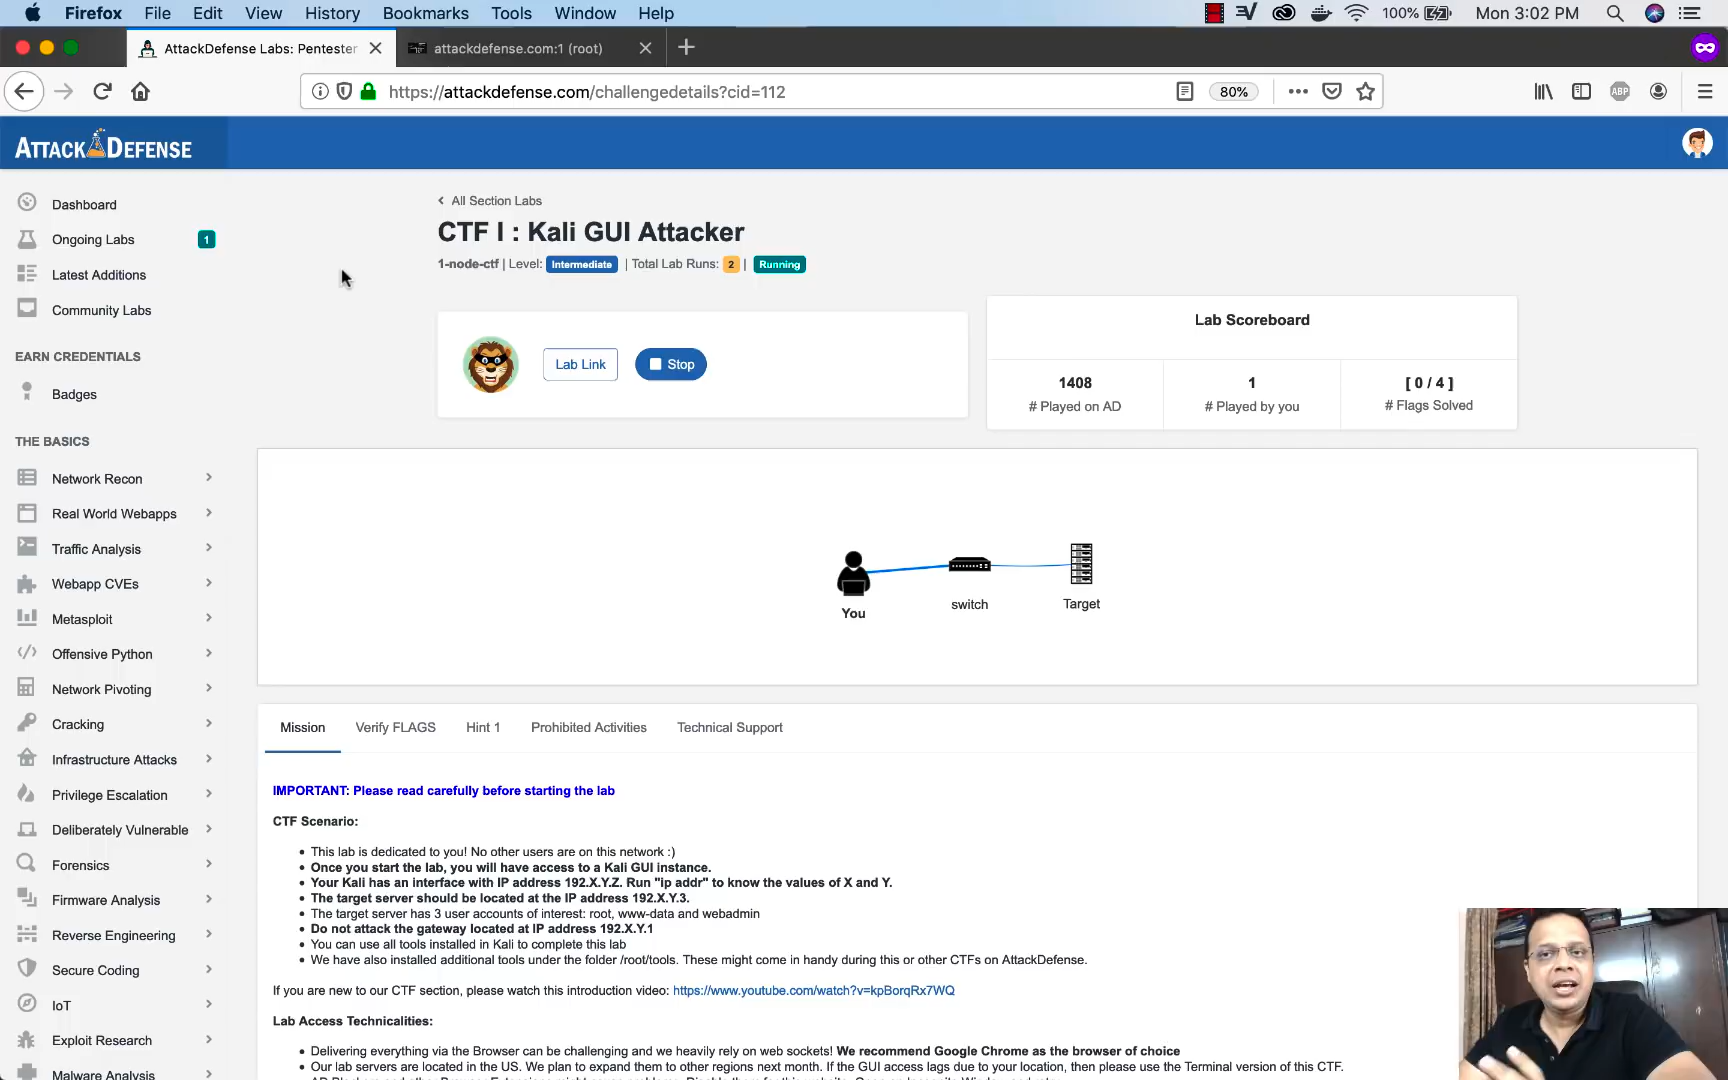 Firefox File Edit View History Bookmarks Tools Window Help 100% Mon 3:02 PM
AttackDefense Labs: Pentester attackdefense.com:1 (root)
https://attackdefense.com/challengedetails?cid=112 80% ABP
ATTACK DEFENSE
Dashboard
Ongoing Labs 1
Latest Additions
Community Labs
EARN CREDENTIALS
Badges
THE BASICS
Network Recon
Real World Webapps
Traffic Analysis
Webapp CVEs
Metasploit
Offensive Python
Network Pivoting
Cracking
Infrastructure Attacks
Privilege Escalation
Deliberately Vulnerable
Forensics
Firmware Analysis
Reverse Engineering
Secure Coding
IoT
Exploit Research
Malware Analysis
All Section Labs
CTF I : Kali GUI Attacker
1-node-ctf | Level: Intermediate | Total Lab Runs: 2 | Running
Lab Link Stop
Lab Scoreboard
1408 1 [ 0 / 4 ]
# Played on AD # Played by you # Flags Solved
You switch Target
Mission Verify FLAGS Hint 1 Prohibited Activities Technical Support
IMPORTANT: Please read carefully before starting the lab
CTF Scenario:
• This lab is dedicated to you! No other users are on this network :)
• Once you start the lab, you will have access to a Kali GUI instance.
• Your Kali has an interface with IP address 192.X.Y.Z. Run "ip addr" to know the values of X and Y.
• The target server should be located at the IP address 192.X.Y.3.
• The target server has 3 user accounts of interest: root, www-data and webadmin
• Do not attack the gateway located at IP address 192.X.Y.1
• You can use all tools installed in Kali to complete this lab
• We have also installed additional tools under the folder /root/tools. These might come in handy during this or other CTFs on AttackDefense.
If you are new to our CTF section, please watch this introduction video: https://www.youtube.com/watch?v=kpBorqRx7WQ
Lab Access Technicalities:
• Delivering everything via the Browser can be challenging and we heavily rely on web sockets! We recommend Google Chrome as the browser of choice
• Our lab servers are located in the US. We plan to expand them to other regions next month. If the GUI access lags due to your location, then please use the Terminal version of this CTF.